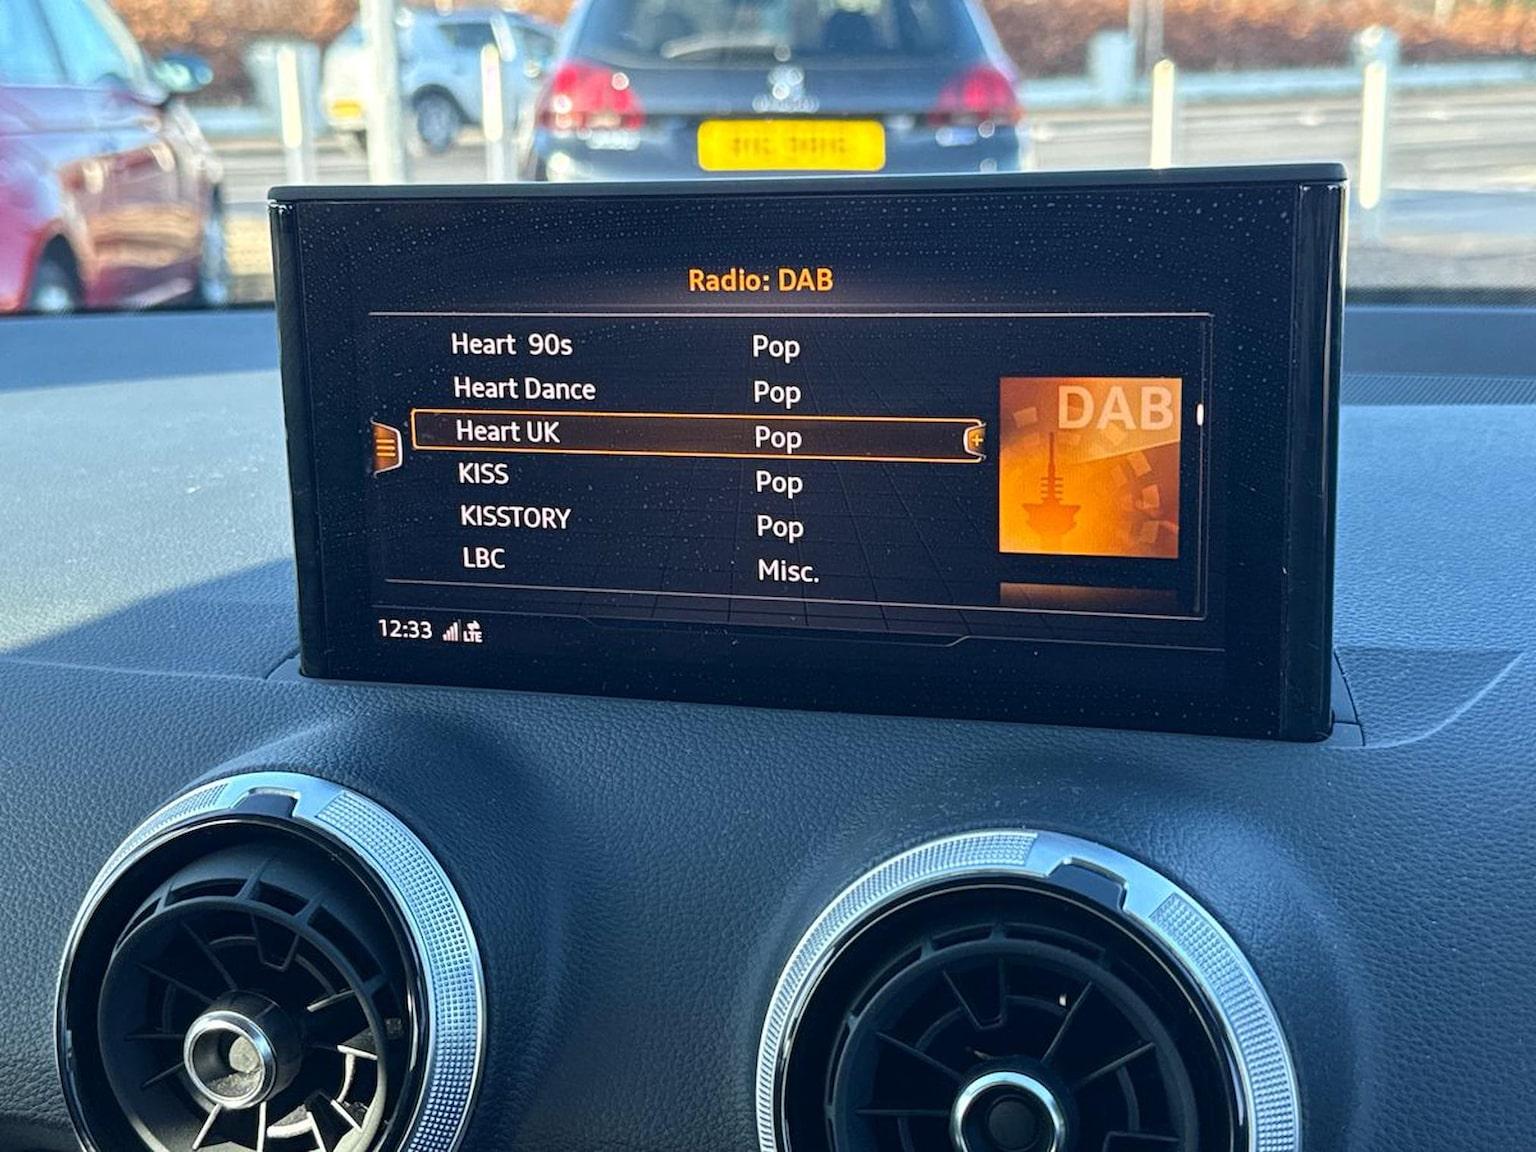 Radio: DAB
Heart 90s Pop
Heart Dance Pop
Heart UK Pop
KISS Pop
KISSTORY Pop
LBC Misc.
DAB
12:33 LTE